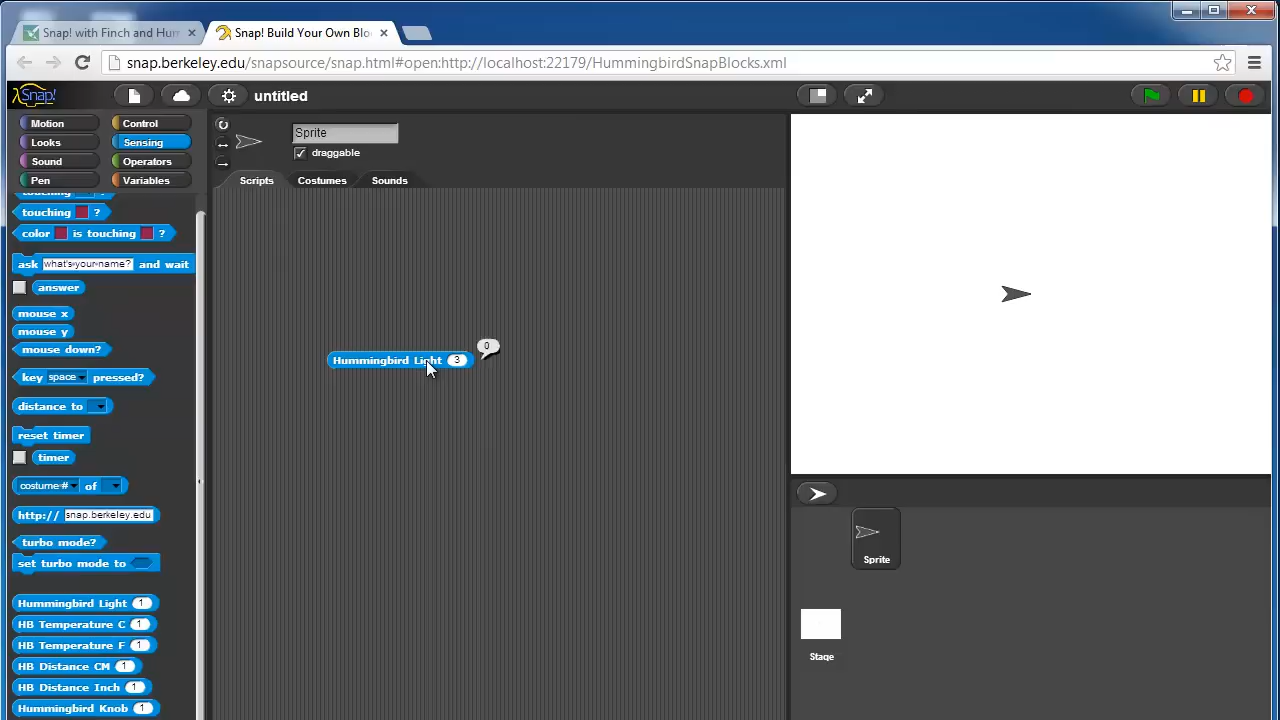 Snap! with Finch and Hum
Snap! Build Your Own Blo
snap.berkeley.edu/snapsource/snap.html#open:http://localhost:22179/HummingbirdSnapBlocks.xml
Snap!
untitled
Motion
Control
Looks
Sensing
Sound
Operators
Pen
Variables
Sprite
draggable
Scripts
Costumes
Sounds
touching ?
touching ?
color is touching ?
ask what's your name? and wait
answer
mouse x
mouse y
mouse down?
key space pressed?
distance to
reset timer
timer
costume # of
http:// snap.berkeley.edu
turbo mode?
set turbo mode to
Hummingbird Light 1
HB Temperature C 1
HB Temperature F 1
HB Distance CM 1
HB Distance Inch 1
Hummingbird Knob 1
Hummingbird Light 3
0
Sprite
Stage